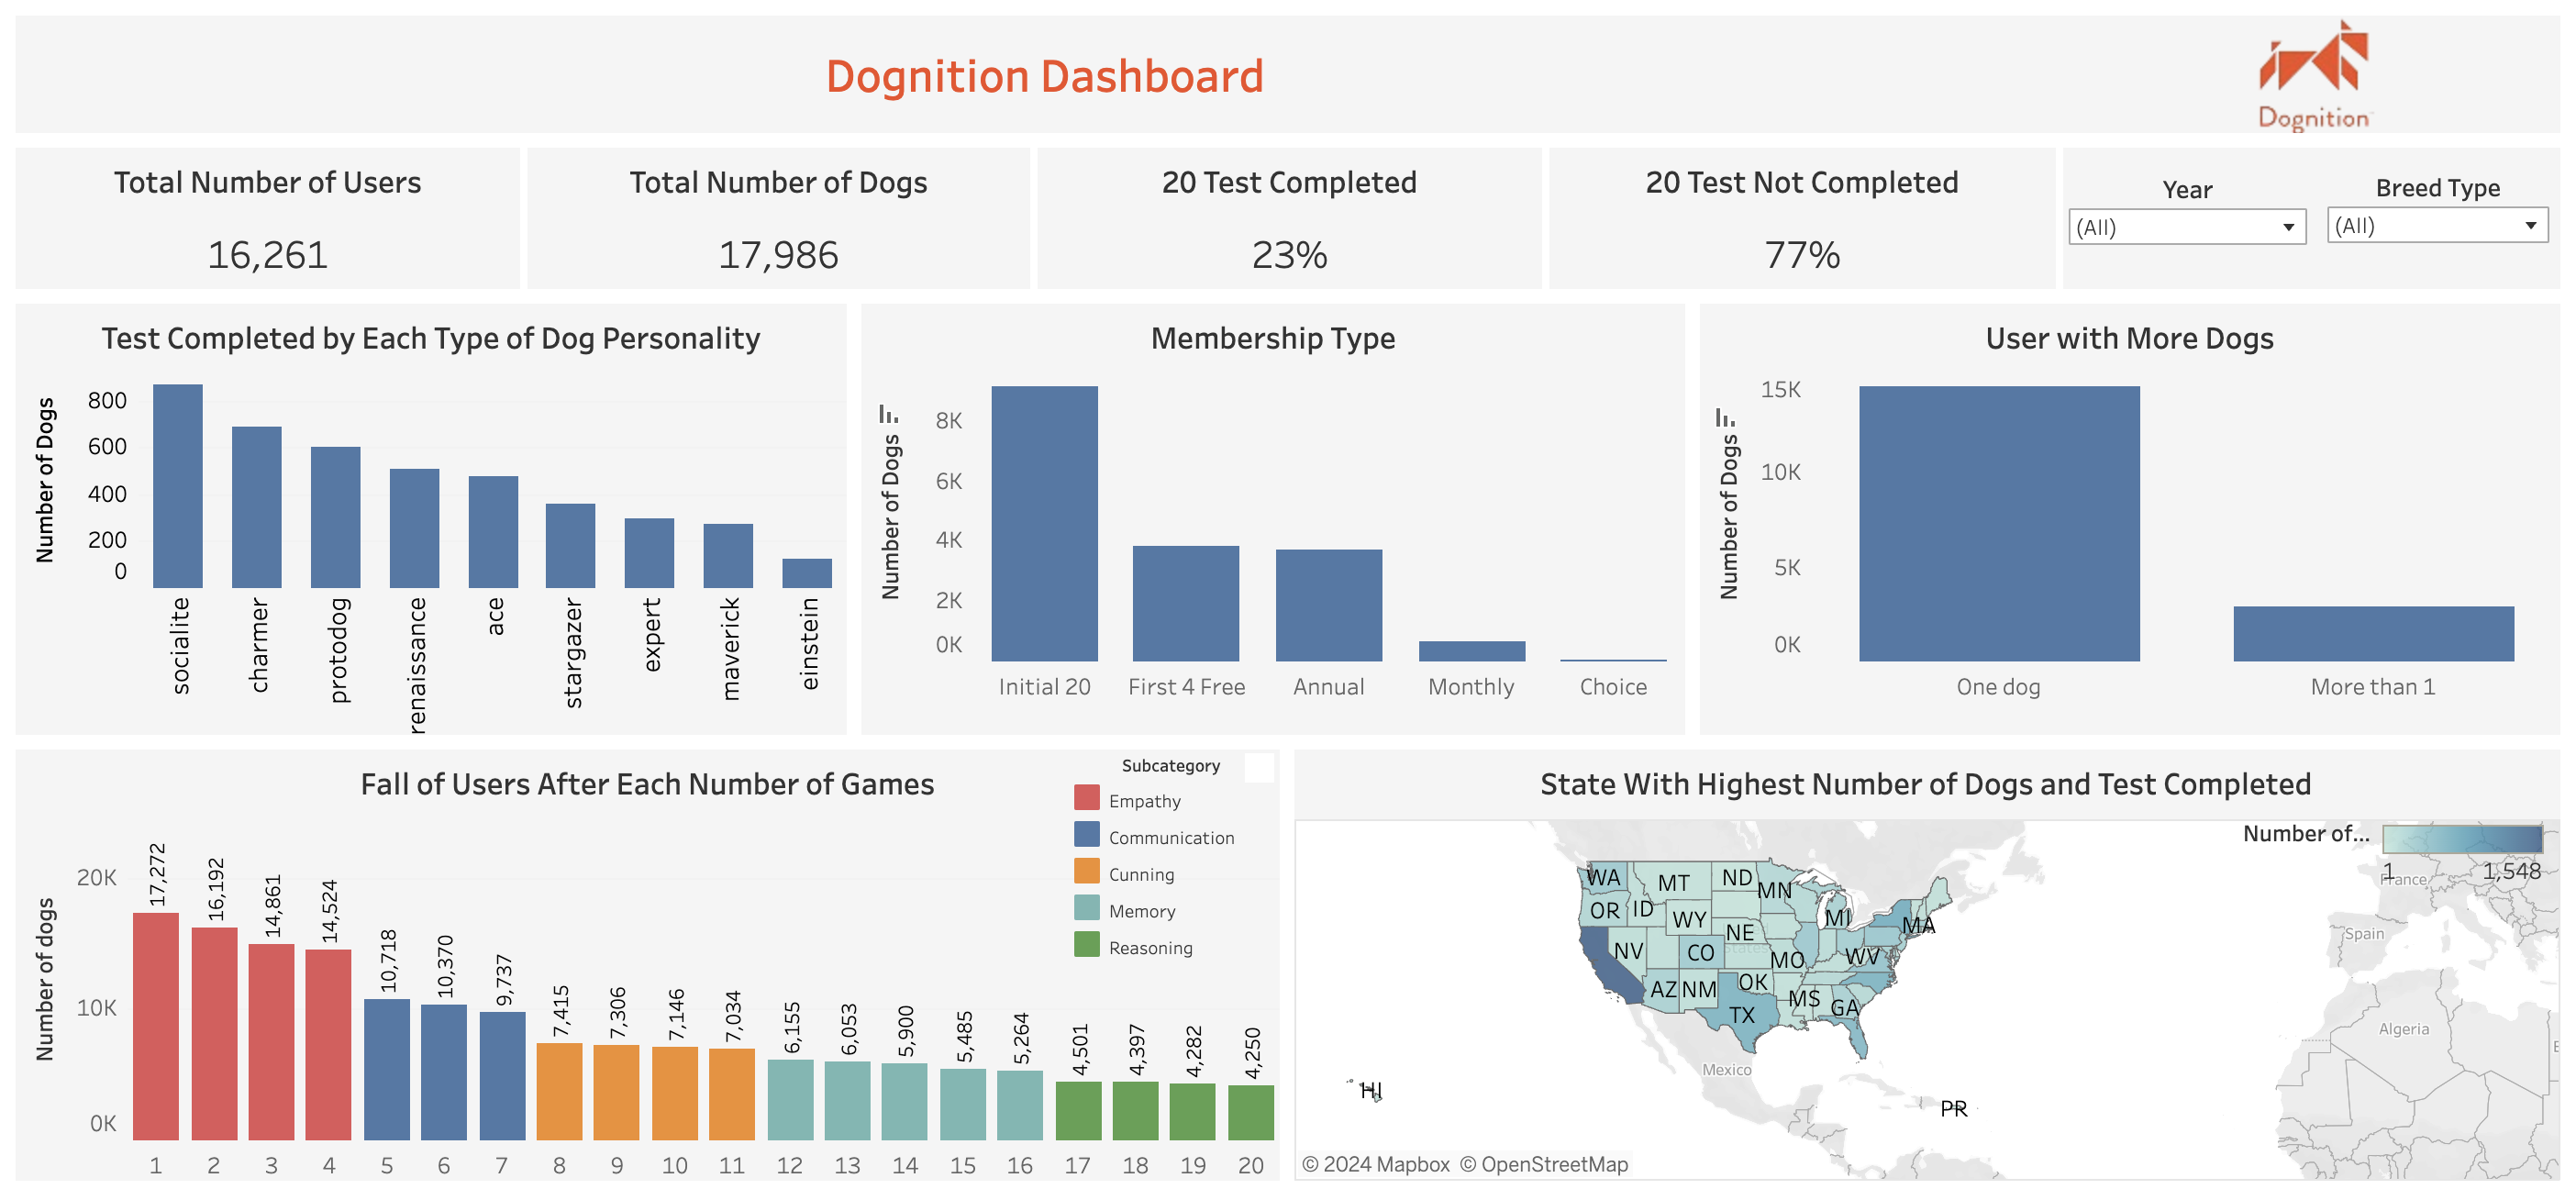 Dognition Dashboard
Dognition
Total Number of Users
16,261
Total Number of Dogs
17,986
20 Test Completed
23%
20 Test Not Completed
77%
Year
(All)
Breed Type
(All)
Test Completed by Each Type of Dog Personality
Number of Dogs
800
600
400
200
0
socialite
charmer
protodog
renaissance
ace
stargazer
expert
maverick
einstein
Membership Type
Number of Dogs
8K
6K
4K
2K
0K
Initial 20
First 4 Free
Annual
Monthly
Choice
User with More Dogs
Number of Dogs
15K
10K
5K
0K
One dog
More than 1
Fall of Users After Each Number of Games
Subcategory
Empathy
Communication
Cunning
Memory
Reasoning
Number of dogs
20K
10K
0K
17,272
16,192
14,861
14,524
10,718
10,370
9,737
7,415
7,306
7,146
7,034
6,155
6,053
5,900
5,485
5,264
4,501
4,397
4,282
4,250
1 2 3 4 5 6 7 8 9 10 11 12 13 14 15 16 17 18 19 20
State With Highest Number of Dogs and Test Completed
Number of...
1 1,548
France
Spain
Algeria
Mexico
WA
MT
ND
MN
OR
ID
WY
MI
MA
NE
NV
CO
MO
WV
AZ
NM
OK
MS
GA
TX
HI
PR
© 2024 Mapbox © OpenStreetMap